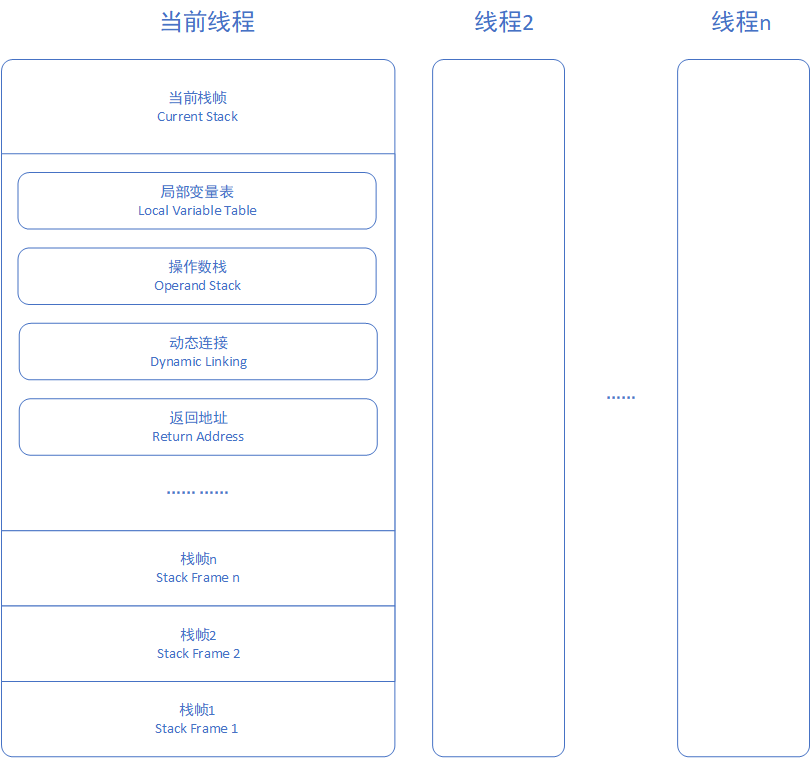 当前线程
线程2
线程n
当前栈帧
Current Stack
局部变量表
Local Variable Table
操作数栈
Operand Stack
动态连接
Dynamic Linking
返回地址
Return Address
…… ……
……
栈帧n
Stack Frame n
栈帧2
Stack Frame 2
栈帧1
Stack Frame 1